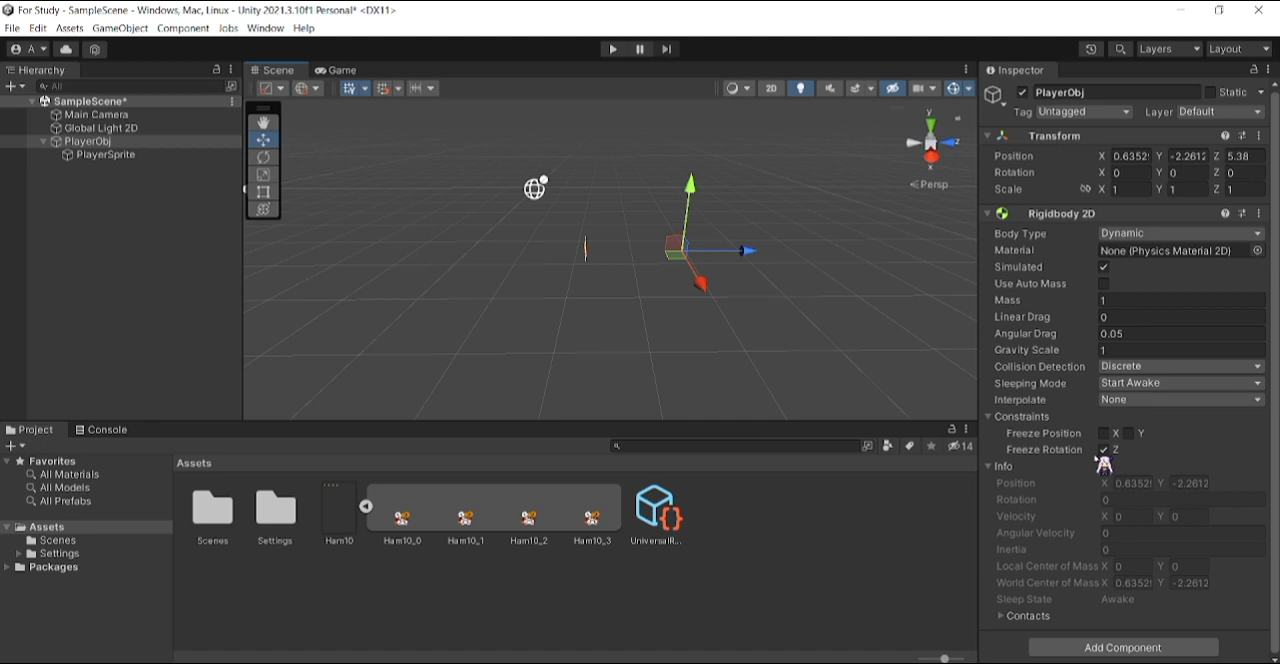 For Study - SampleScene - Windows, Mac, Linux - Unity 2021.3.10f1 Personal* <DX11>
File Edit Assets GameObject Component Jobs Window Help
A Layers Layout
Hierarchy
All
SampleScene*
Main Camera
Global Light 2D
PlayerObj
PlayerSprite
Scene Game
2D
y
z
x
Persp
Inspector
PlayerObj Static
Tag Untagged Layer Default
Transform
Position X 0.6352 Y -2.2612 Z 5.38
Rotation X 0 Y 0 Z 0
Scale X 1 Y 1 Z 1
Rigidbody 2D
Body Type Dynamic
Material None (Physics Material 2D)
Simulated
Use Auto Mass
Mass 1
Linear Drag 0
Angular Drag 0.05
Gravity Scale 1
Collision Detection Discrete
Sleeping Mode Start Awake
Interpolate None
Constraints
Freeze Position X Y
Freeze Rotation Z
Info
Position X 0.6352 Y -2.2612
Rotation 0
Velocity X 0 Y 0
Angular Velocity 0
Inertia 0
Local Center of Mass X 0 Y 0
World Center of Mass X 0.6352 Y -2.2612
Sleep State Awake
Contacts
Add Component
Project Console
14
Favorites
All Materials
All Models
All Prefabs
Assets
Scenes
Settings
Packages
Assets
Scenes Settings Ham10 Ham10_0 Ham10_1 Ham10_2 Ham10_3 UniversalR...